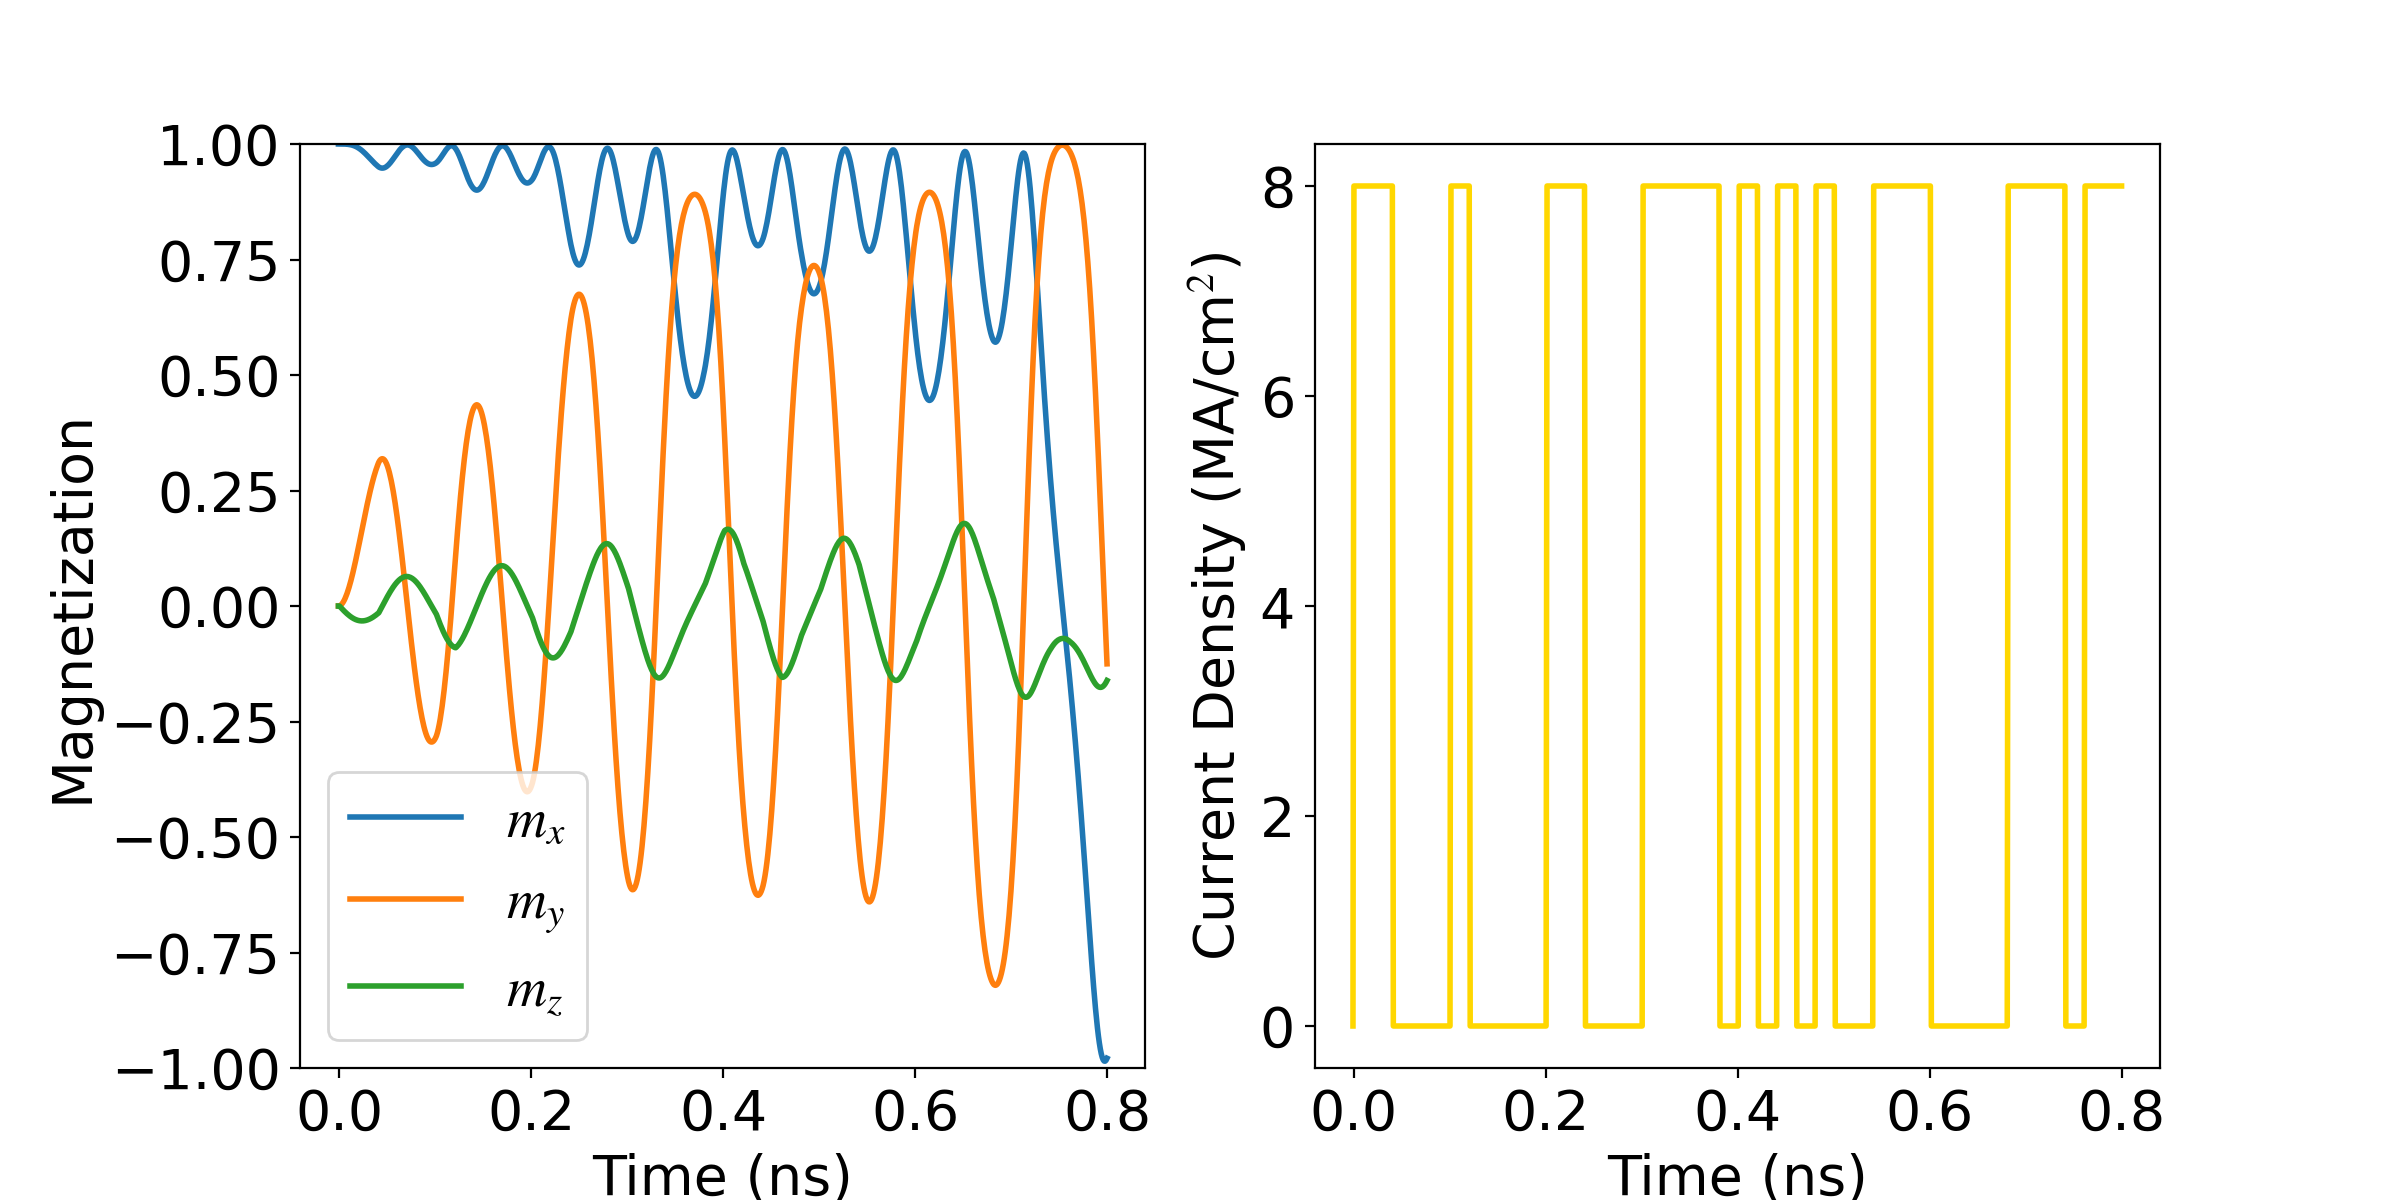 1.00
0.75
0.50
0.25
0.00
−0.25
−0.50
−0.75
−1.00
Magnetization
m_x
m_y
m_z
0.0 0.2 0.4 0.6 0.8
Time (ns)
8
6
4
2
0
Current Density (MA/cm²)
0.0 0.2 0.4 0.6 0.8
Time (ns)